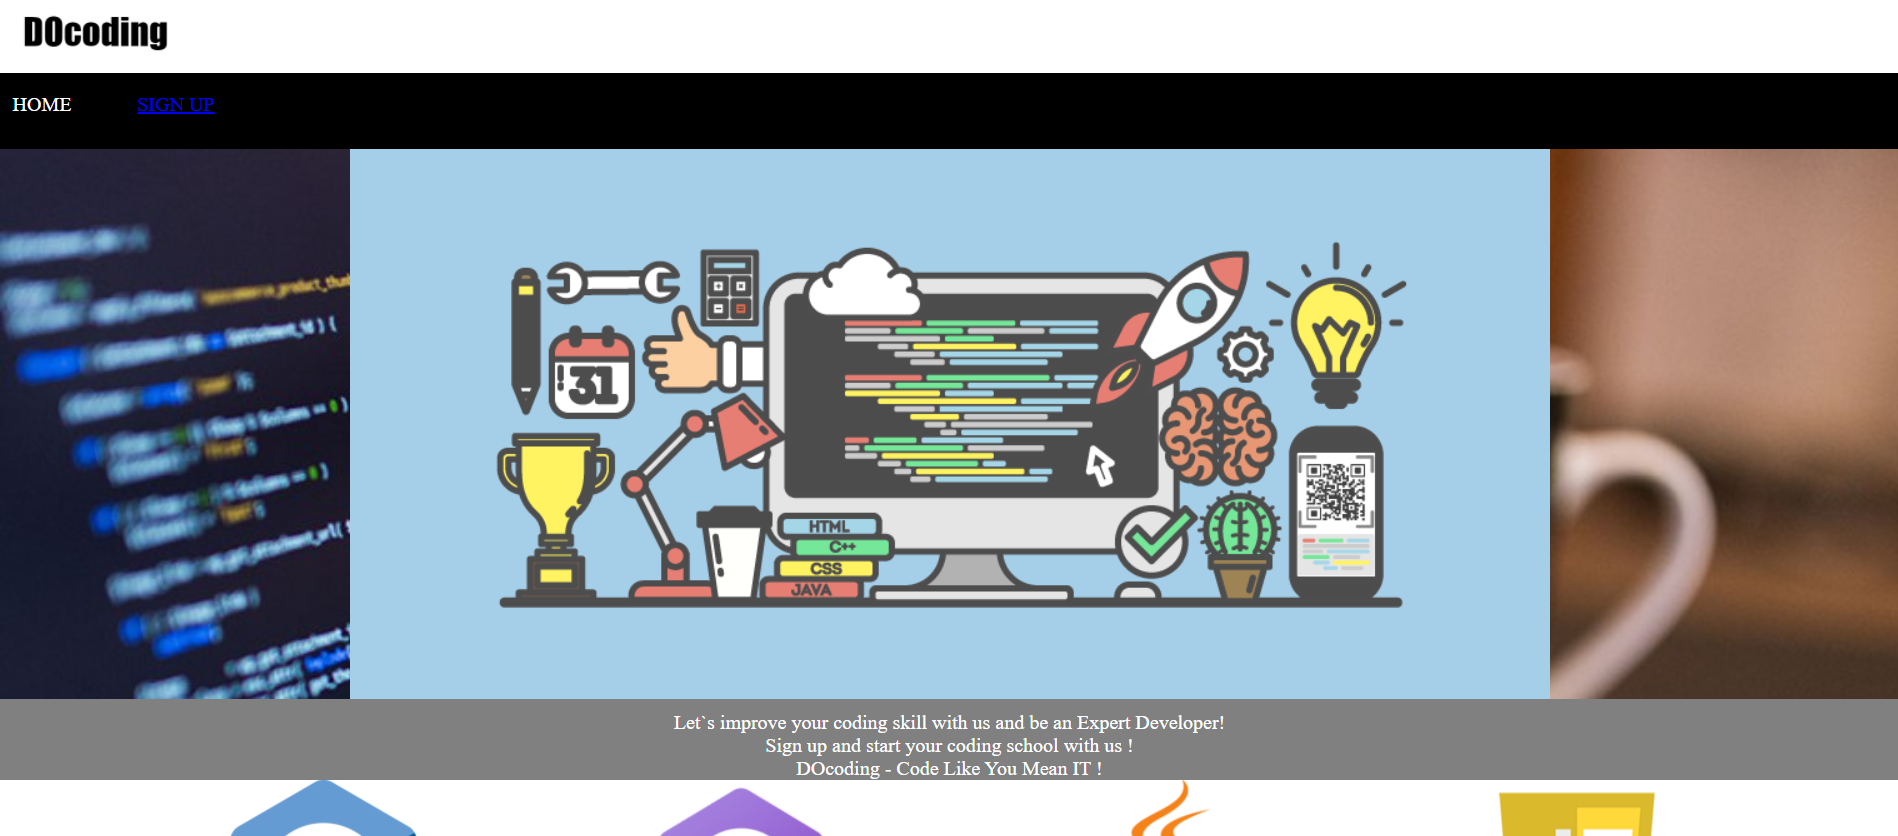 DOcoding
HOME
SIGN UP
31
HTML
C++
CSS
JAVA
Let`s improve your coding skill with us and be an Expert Developer!
Sign up and start your coding school with us !
DOcoding - Code Like You Mean IT !